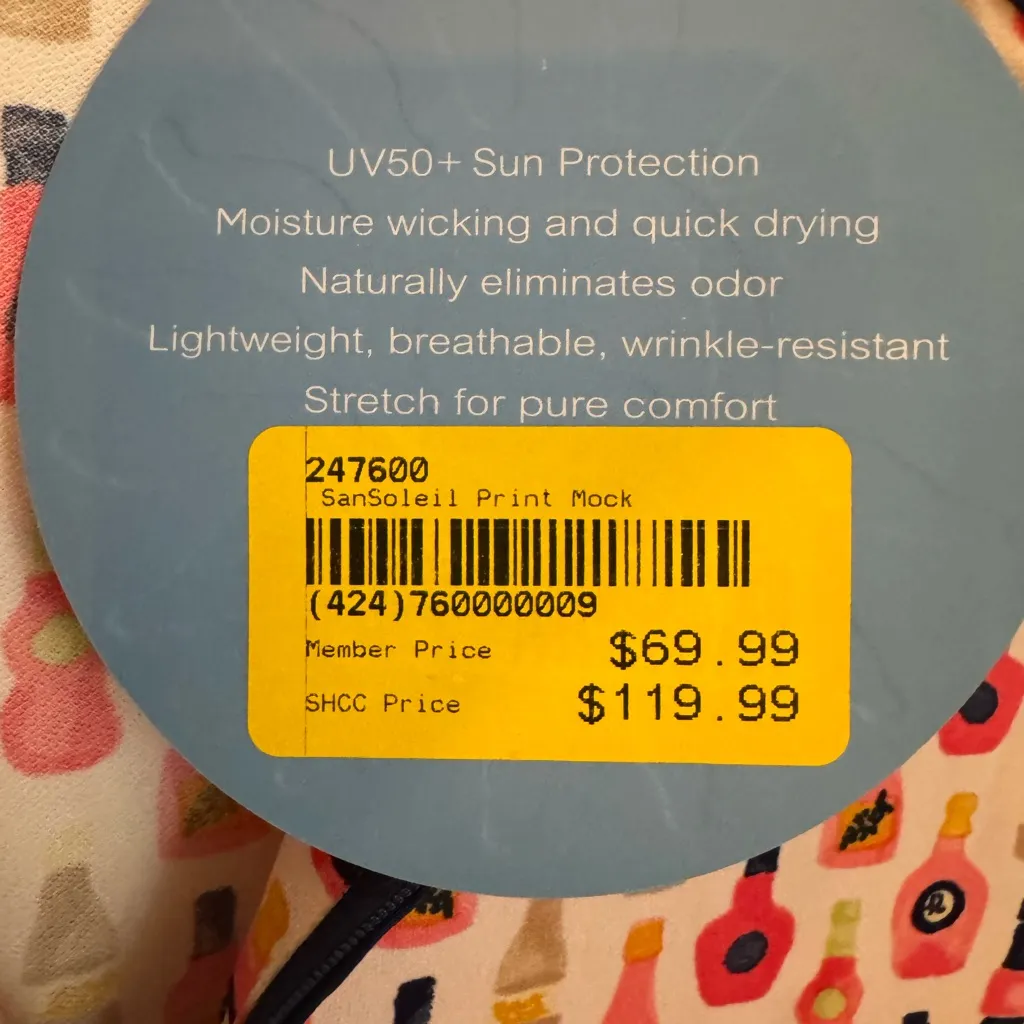 UV50+ Sun Protection
Moisture wicking and quick drying
Naturally eliminates odor
Lightweight, breathable, wrinkle-resistant
Stretch for pure comfort
247600
SanSoleil Print Mock
(424)760000009
Member Price $69.99
SHCC Price $119.99